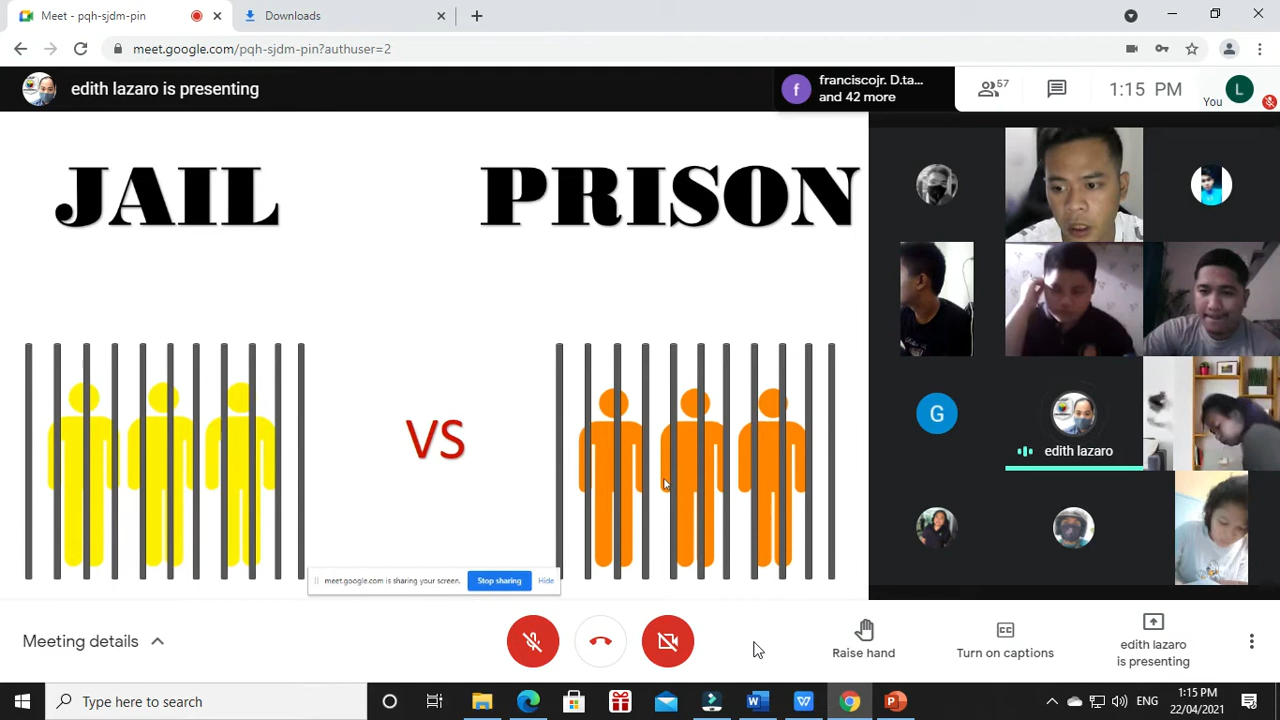 Meet - pqh-sjdm-pin
Downloads
meet.google.com/pqh-sjdm-pin?authuser=2
edith lazaro is presenting
franciscojr. D.ta...
and 42 more
57
1:15 PM
You
L
f
JAIL
PRISON
VS
G
edith lazaro
meet.google.com is sharing your screen.
Stop sharing
Hide
Meeting details
Raise hand
Turn on captions
edith lazaro
is presenting
Type here to search
ENG
1:15 PM
22/04/2021